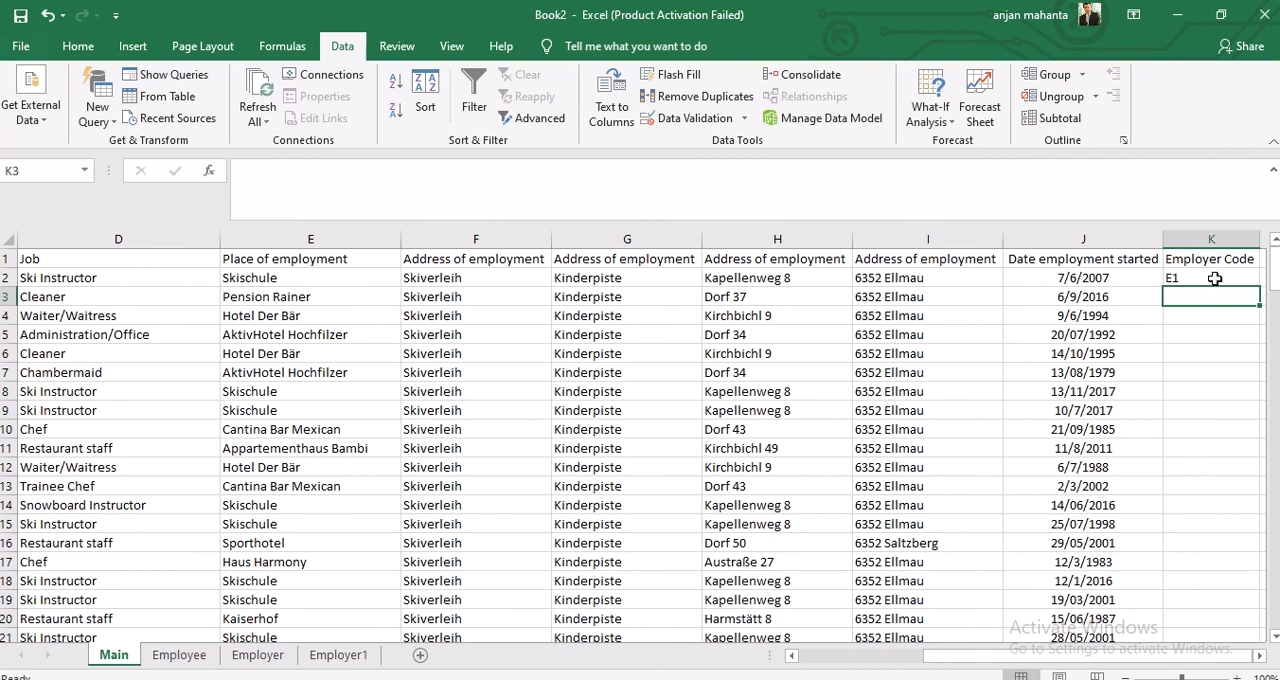 Book2 - Excel (Product Activation Failed) anjan mahanta
File Home Insert Page Layout Formulas Data Review View Help Tell me what you want to do Share
Get External Data
New Query
Show Queries
From Table
Recent Sources
Get & Transform
Refresh All
Connections
Properties
Edit Links
Connections
Sort
Filter
Clear
Reapply
Advanced
Sort & Filter
Text to Columns
Flash Fill
Remove Duplicates
Data Validation
Consolidate
Relationships
Manage Data Model
Data Tools
What-If Analysis
Forecast Sheet
Forecast
Group
Ungroup
Subtotal
Outline
K3 fx
D E F G H I J K
1 Job Place of employment Address of employment Address of employment Address of employment Address of employment Date employment started Employer Code
2 Ski Instructor Skischule Skiverleih Kinderpiste Kapellenweg 8 6352 Ellmau 7/6/2007 E1
3 Cleaner Pension Rainer Skiverleih Kinderpiste Dorf 37 6352 Ellmau 6/9/2016
4 Waiter/Waitress Hotel Der Bär Skiverleih Kinderpiste Kirchbichl 9 6352 Ellmau 9/6/1994
5 Administration/Office AktivHotel Hochfilzer Skiverleih Kinderpiste Dorf 34 6352 Ellmau 20/07/1992
6 Cleaner Hotel Der Bär Skiverleih Kinderpiste Kirchbichl 9 6352 Ellmau 14/10/1995
7 Chambermaid AktivHotel Hochfilzer Skiverleih Kinderpiste Dorf 34 6352 Ellmau 13/08/1979
8 Ski Instructor Skischule Skiverleih Kinderpiste Kapellenweg 8 6352 Ellmau 13/11/2017
9 Ski Instructor Skischule Skiverleih Kinderpiste Kapellenweg 8 6352 Ellmau 10/7/2017
10 Chef Cantina Bar Mexican Skiverleih Kinderpiste Dorf 43 6352 Ellmau 21/09/1985
11 Restaurant staff Appartementhaus Bambi Skiverleih Kinderpiste Kirchbichl 49 6352 Ellmau 11/8/2011
12 Waiter/Waitress Hotel Der Bär Skiverleih Kinderpiste Kirchbichl 9 6352 Ellmau 6/7/1988
13 Trainee Chef Cantina Bar Mexican Skiverleih Kinderpiste Dorf 43 6352 Ellmau 2/3/2002
14 Snowboard Instructor Skischule Skiverleih Kinderpiste Kapellenweg 8 6352 Ellmau 14/06/2016
15 Ski Instructor Skischule Skiverleih Kinderpiste Kapellenweg 8 6352 Ellmau 25/07/1998
16 Restaurant staff Sporthotel Skiverleih Kinderpiste Dorf 50 6352 Saltzberg 29/05/2001
17 Chef Haus Harmony Skiverleih Kinderpiste Austraße 27 6352 Ellmau 12/3/1983
18 Ski Instructor Skischule Skiverleih Kinderpiste Kapellenweg 8 6352 Ellmau 12/1/2016
19 Ski Instructor Skischule Skiverleih Kinderpiste Kapellenweg 8 6352 Ellmau 19/03/2001
20 Restaurant staff Kaiserhof Skiverleih Kinderpiste Harmstätt 8 6352 Ellmau 15/06/1987
21 Ski Instructor Skischule Skiverleih Kinderpiste Kapellenweg 8 6352 Ellmau 28/05/2001
Activate Windows
Go to Settings to activate Windows.
Main Employee Employer Employer1
Ready 100%